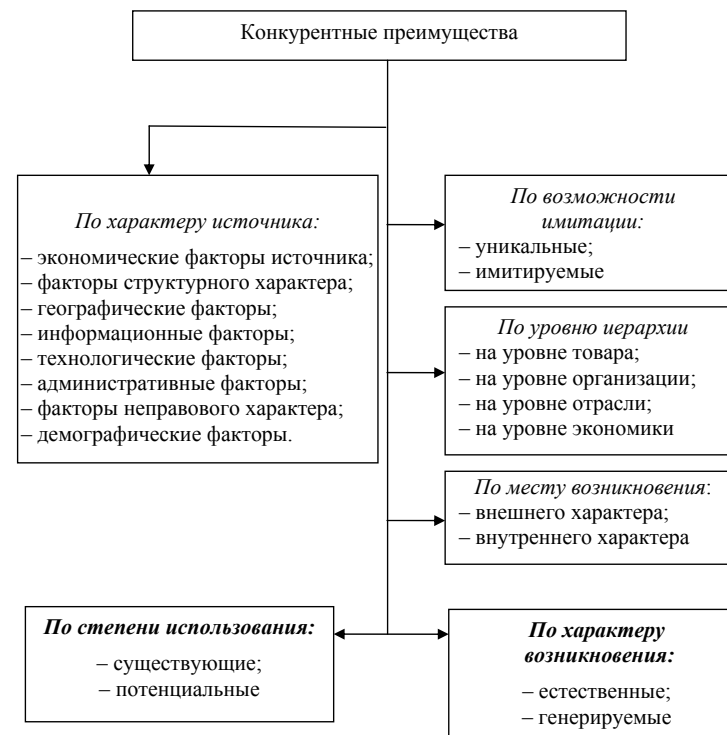 Конкурентные преимущества
По характеру источника:
– экономические факторы источника;
– факторы структурного характера;
– географические факторы;
– информационные факторы;
– технологические факторы;
– административные факторы;
– факторы неправового характера;
– демографические факторы.
По возможности
имитации:
– уникальные;
– имитируемые
По уровню иерархии
– на уровне товара;
– на уровне организации;
– на уровне отрасли;
– на уровне экономики
По месту возникновения:
– внешнего характера;
– внутреннего характера
По степени использования:
– существующие;
– потенциальные
По характеру
возникновения:
– естественные;
– генерируемые